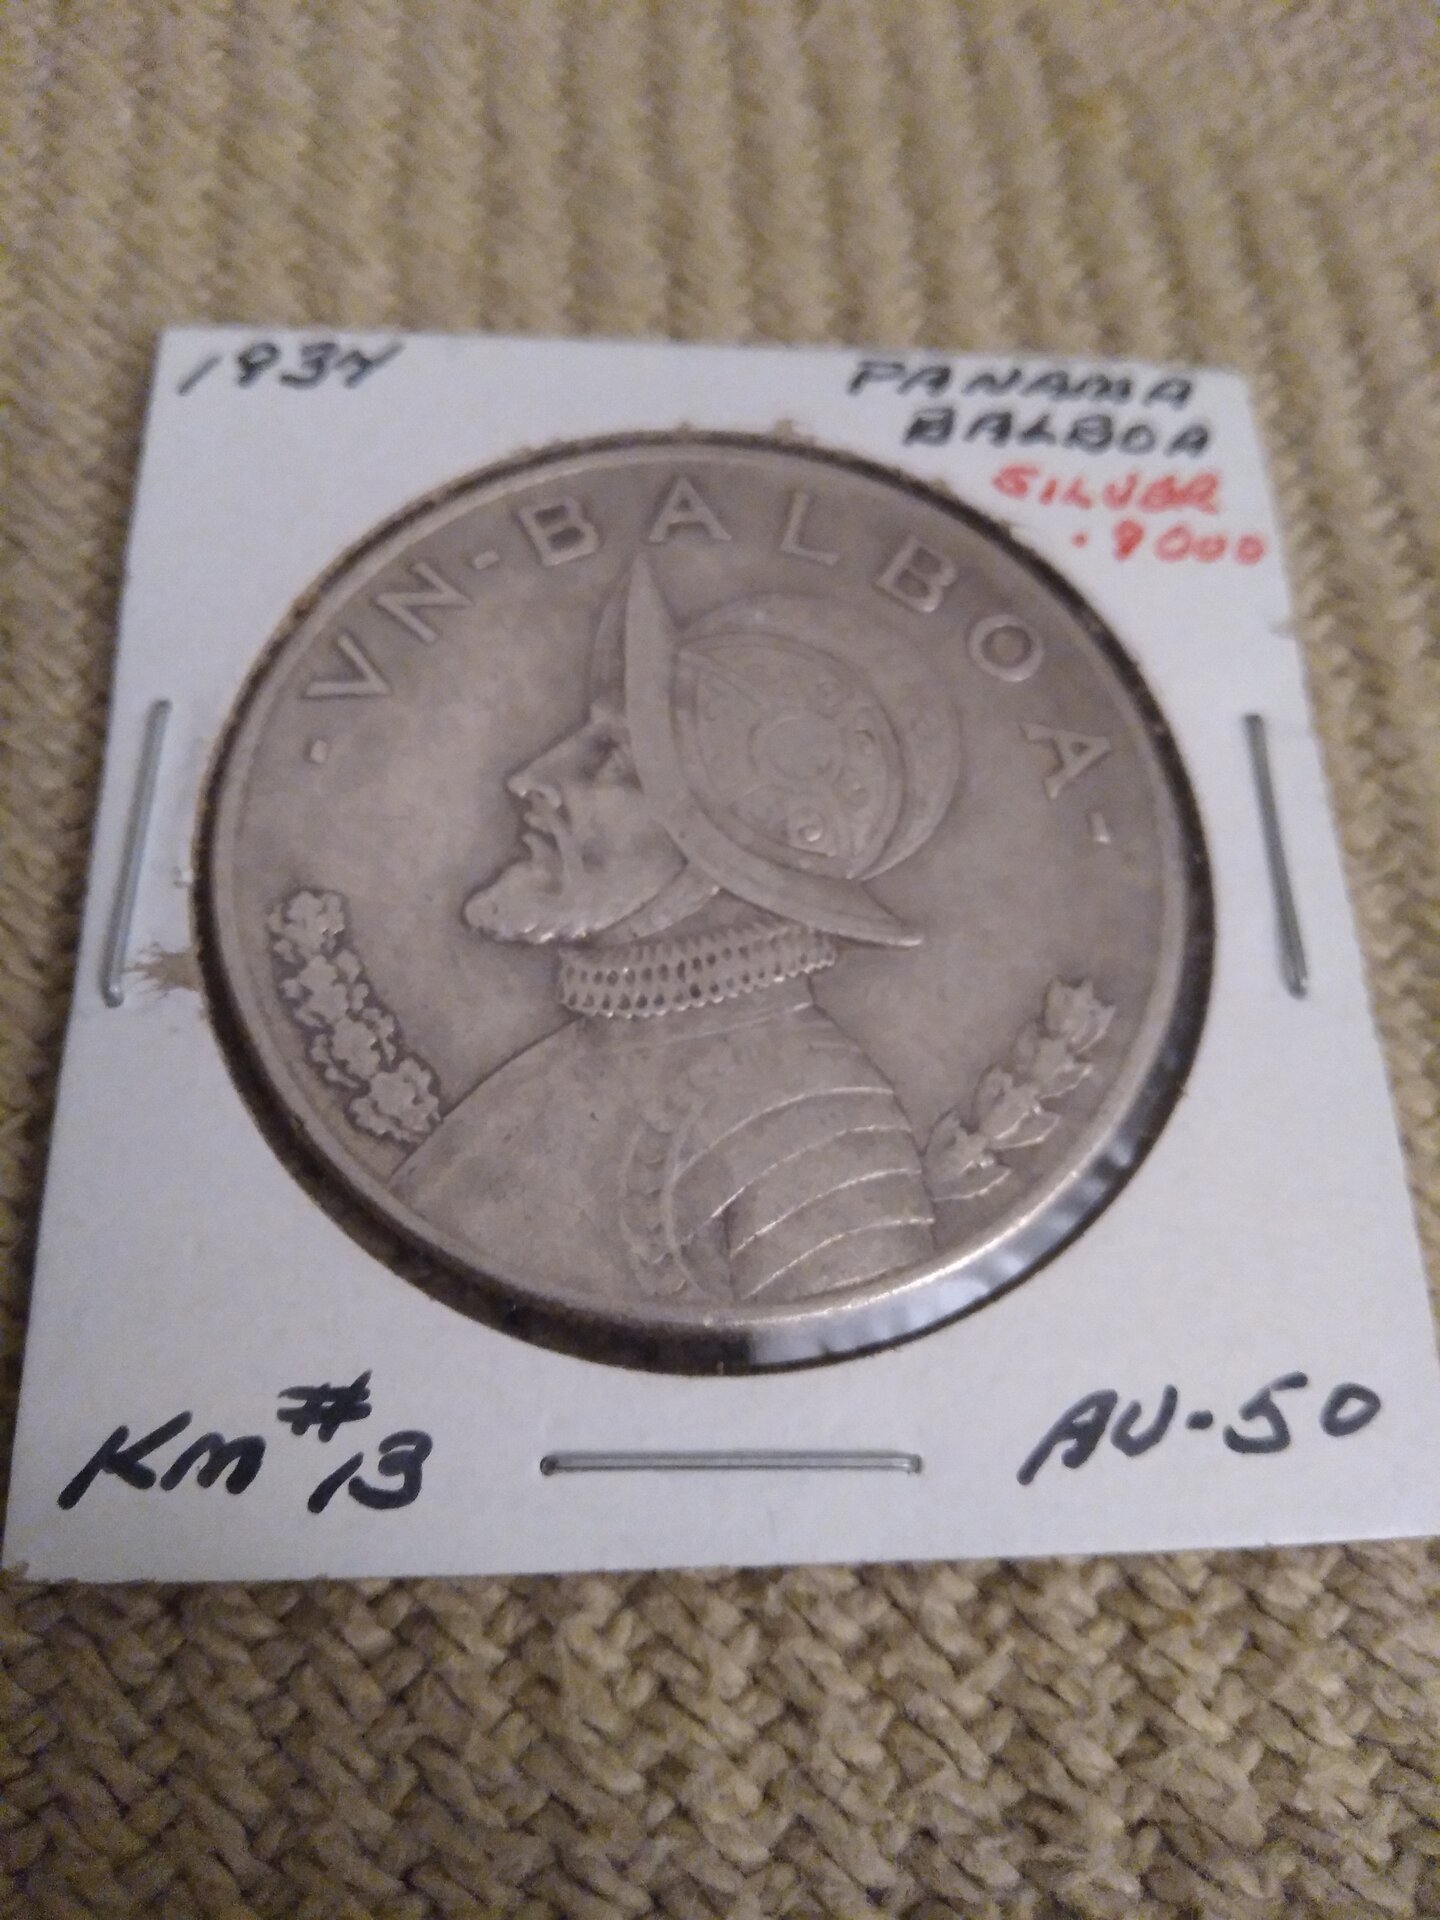 1934
PANAMA
BALBOA
SILVER
.9000
·VN-BALBOA-
KM #13
AU-50